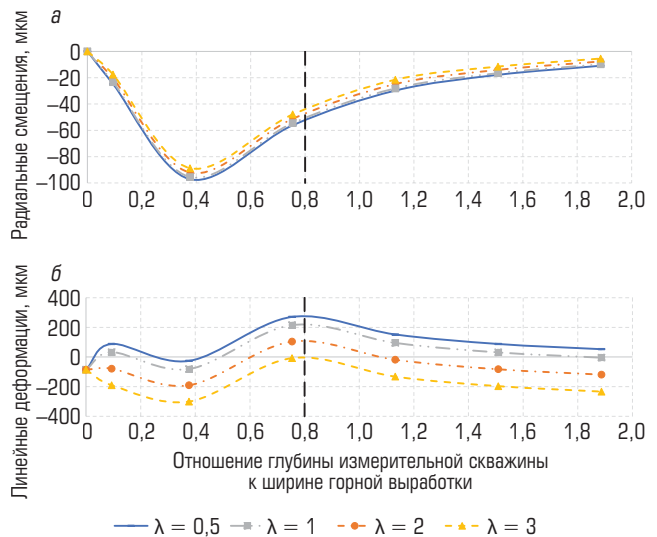 а
Радиальные смещения, мкм
0
–20
–40
–60
–80
–100
0 0,2 0,4 0,6 0,8 1,0 1,2 1,4 1,6 1,8 2,0
б
Линейные деформации, мкм
400
200
0
–200
–400
0 0,2 0,4 0,6 0,8 1,0 1,2 1,4 1,6 1,8 2,0
Отношение глубины измерительной скважины
к ширине горной выработки
λ = 0,5 λ = 1 λ = 2 λ = 3